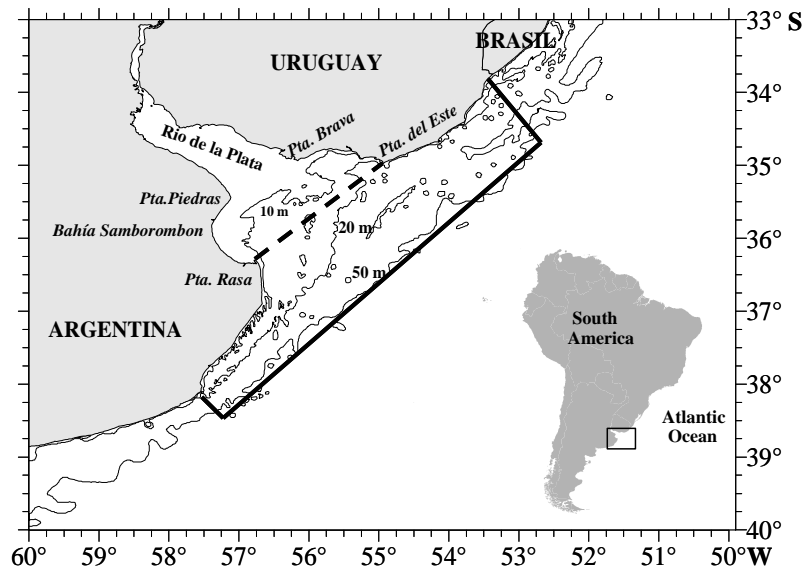 33° S
BRASIL
URUGUAY
34°
Pta. Brava
Pta. del Este
Rio de la Plata
35°
Pta.Piedras
10 m
Bahía Samborombon
20 m
36°
50 m
Pta. Rasa
37°
South
America
ARGENTINA
38°
Atlantic
Ocean
39°
40°
60° 59° 58° 57° 56° 55° 54° 53° 52° 51° 50° W